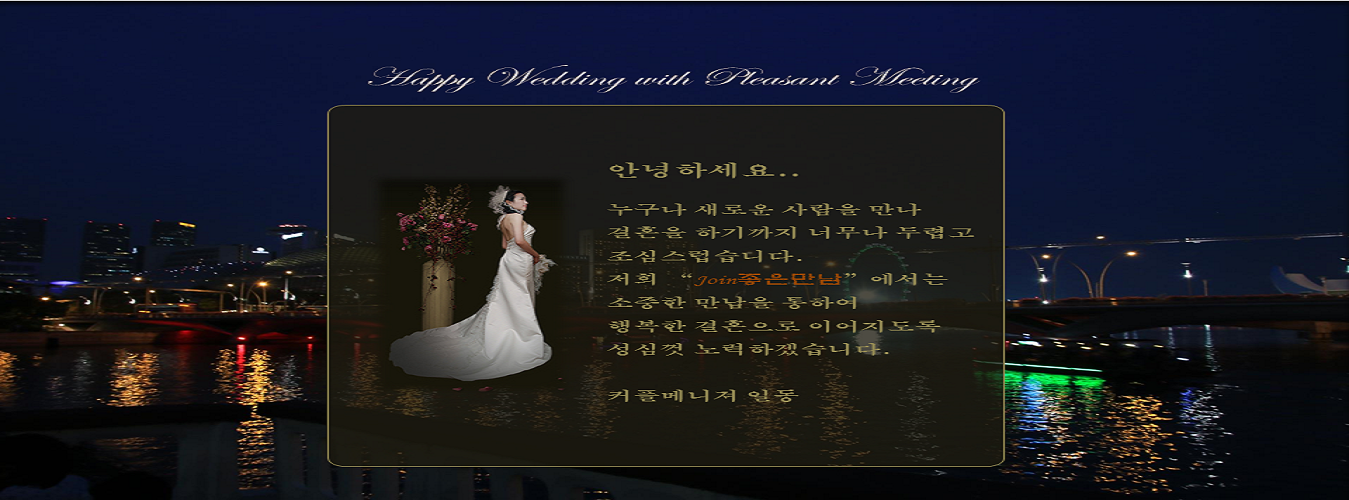 Happy Wedding with Pleasant Meeting
안녕하세요..
누구나 새로운 사람을 만나
결혼을 하기까지 너무나 두렵고
조심스럽습디다.
저희 “Join좋은만남” 에서는
소중한 만남을 통하여
행복한 결혼으로 이어지도록
성심껏 노력하겠습니다.
커플메니저 일동